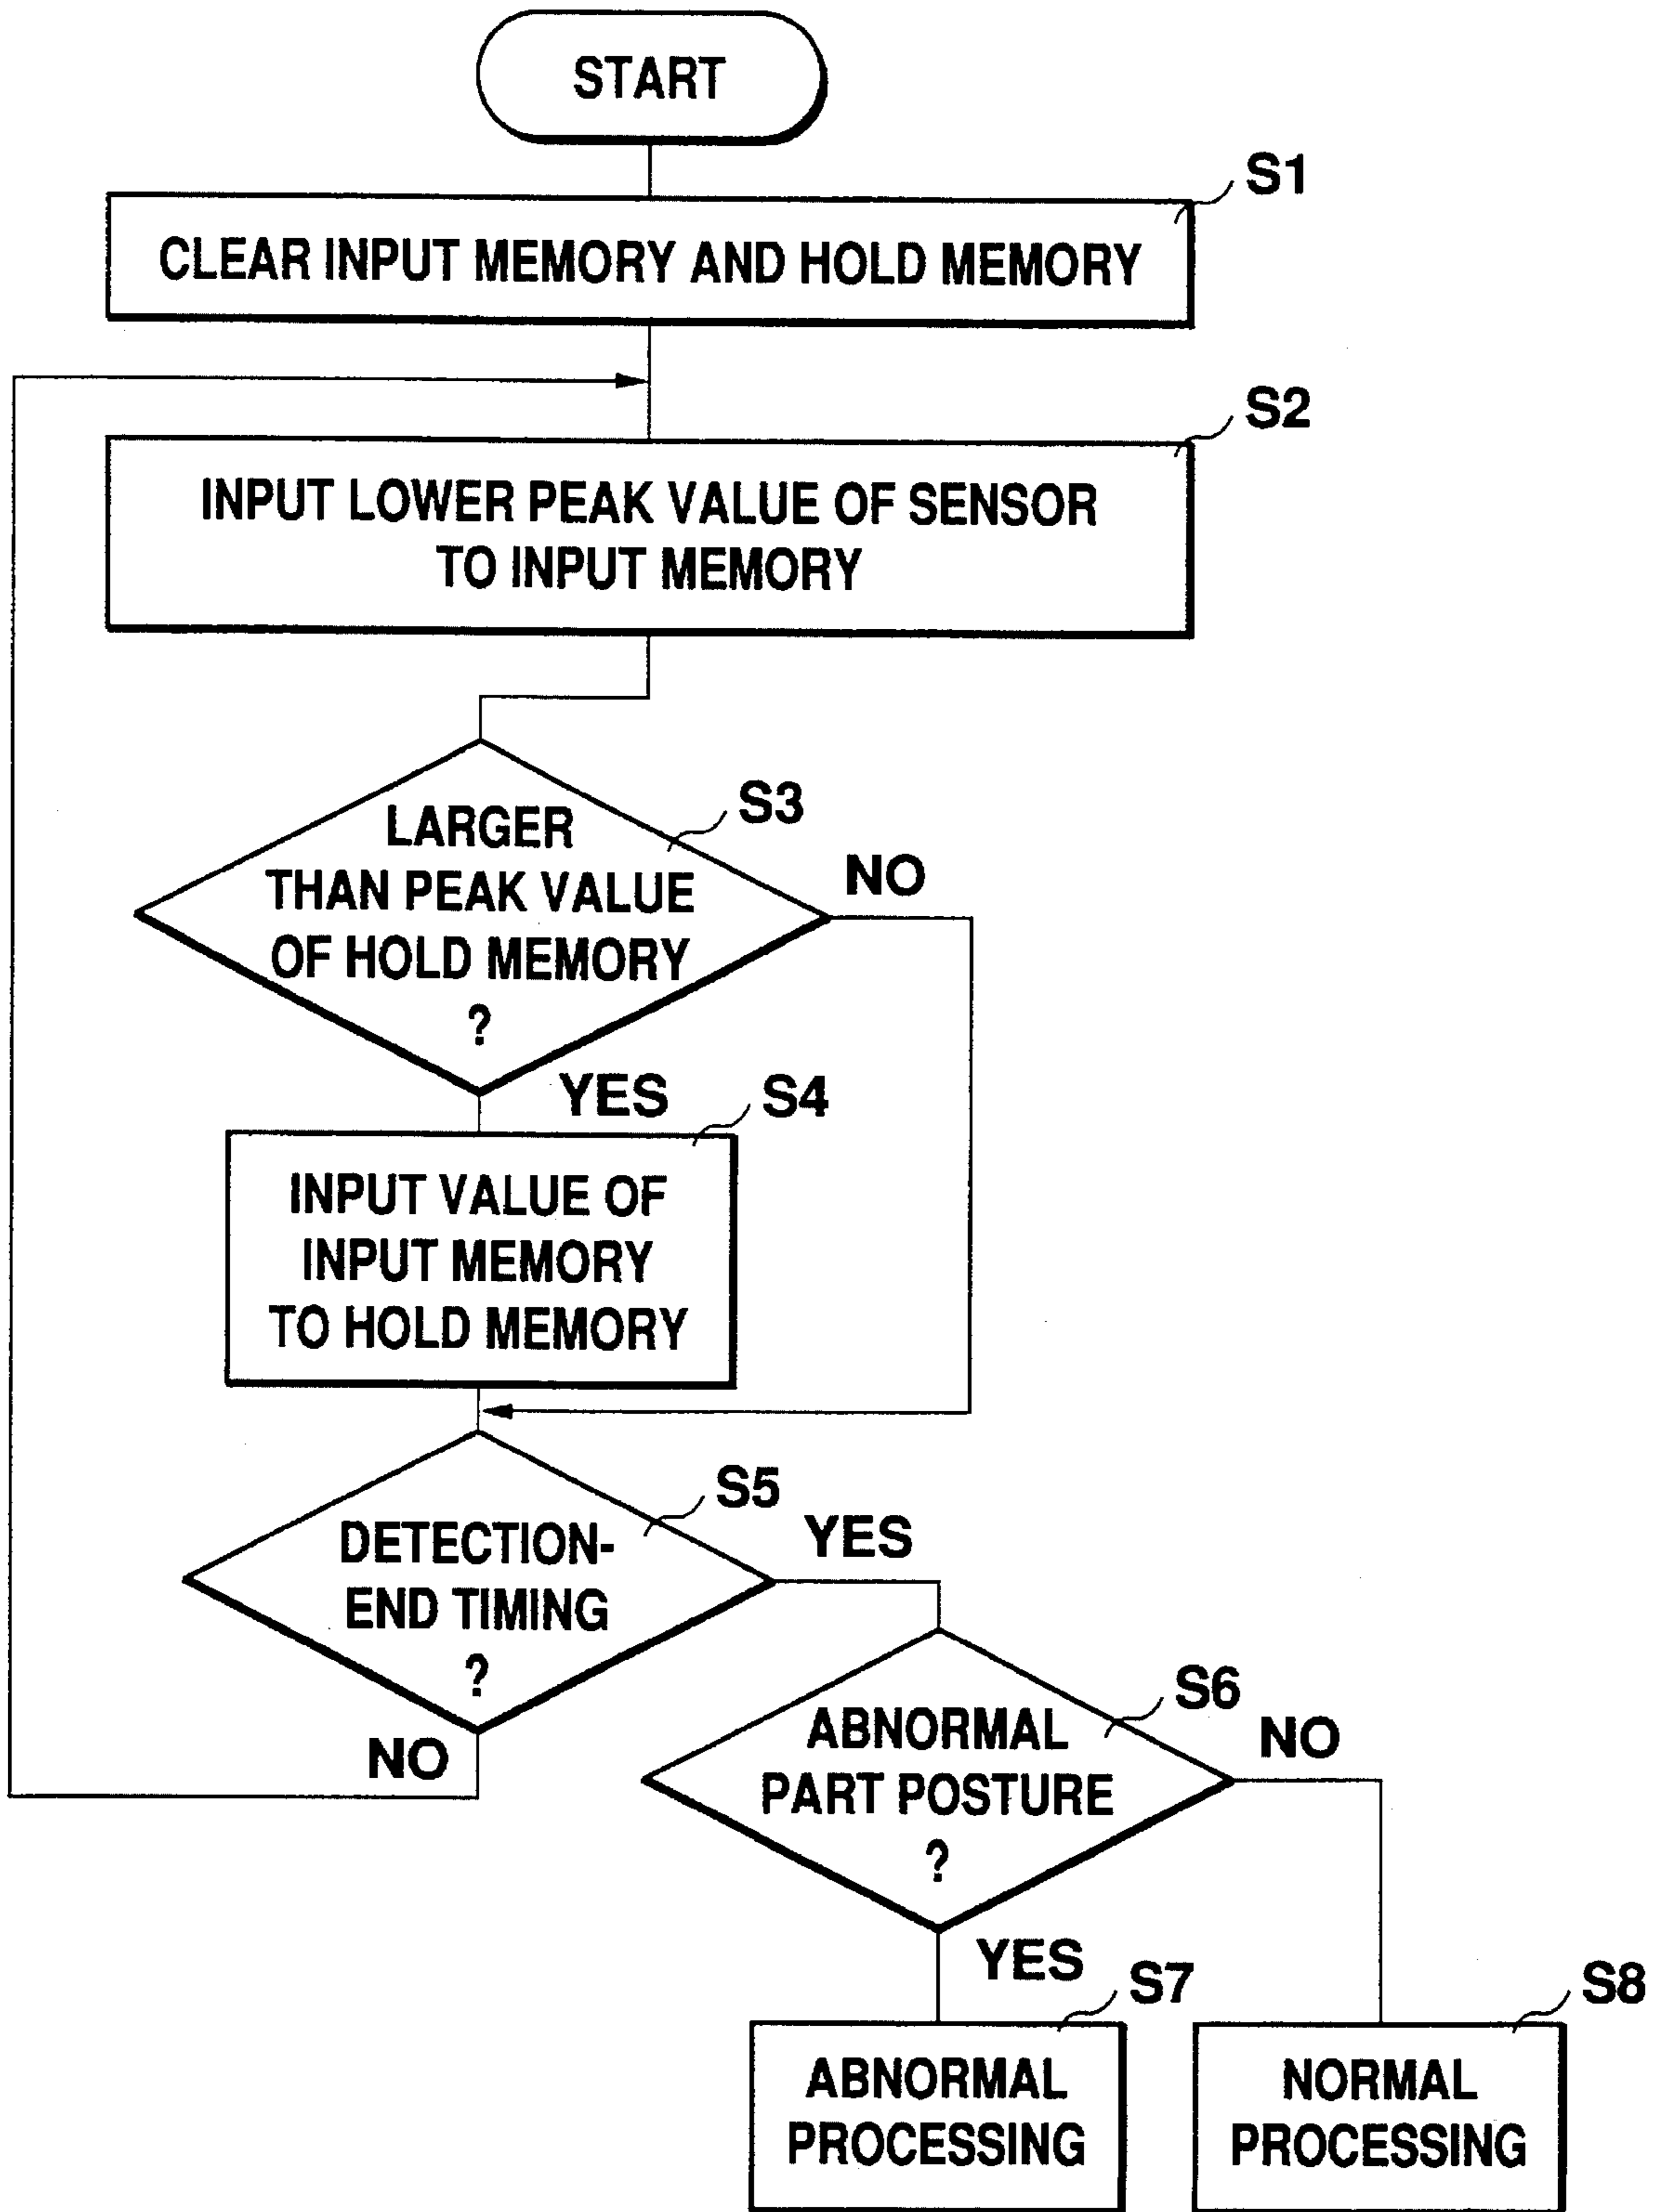 START
S1
CLEAR INPUT MEMORY AND HOLD MEMORY
S2
INPUT LOWER PEAK VALUE OF SENSOR
TO INPUT MEMORY
S3
LARGER
THAN PEAK VALUE
OF HOLD MEMORY
?
NO
YES
S4
INPUT VALUE OF
INPUT MEMORY
TO HOLD MEMORY
S5
DETECTION-
END TIMING
?
YES
NO
S6
ABNORMAL
PART POSTURE
?
NO
YES
S7
ABNORMAL
PROCESSING
S8
NORMAL
PROCESSING